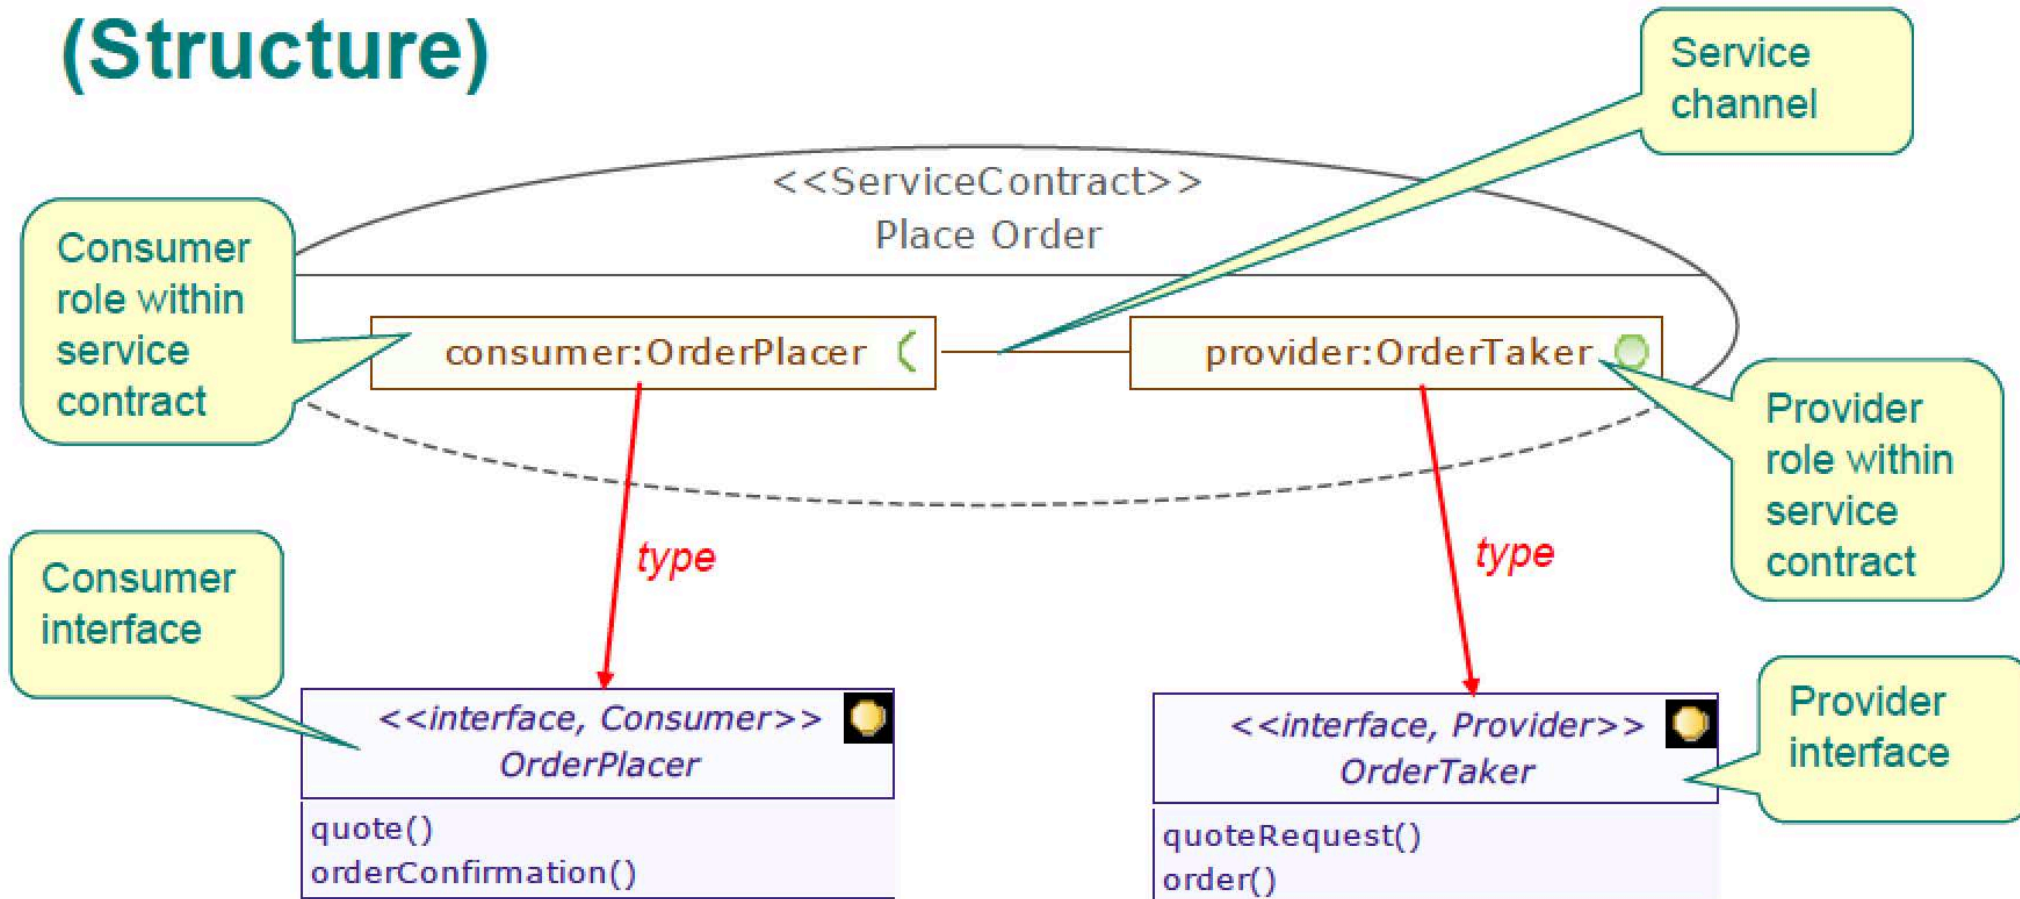 (Structure)
Service
channel
<<ServiceContract>>
Place Order
Consumer
role within
service
contract
consumer:OrderPlacer
provider:OrderTaker
Provider
role within
service
contract
type
type
Consumer
interface
<<interface, Consumer>>
OrderPlacer
quote()
orderConfirmation()
<<interface, Provider>>
OrderTaker
quoteRequest()
order()
Provider
interface